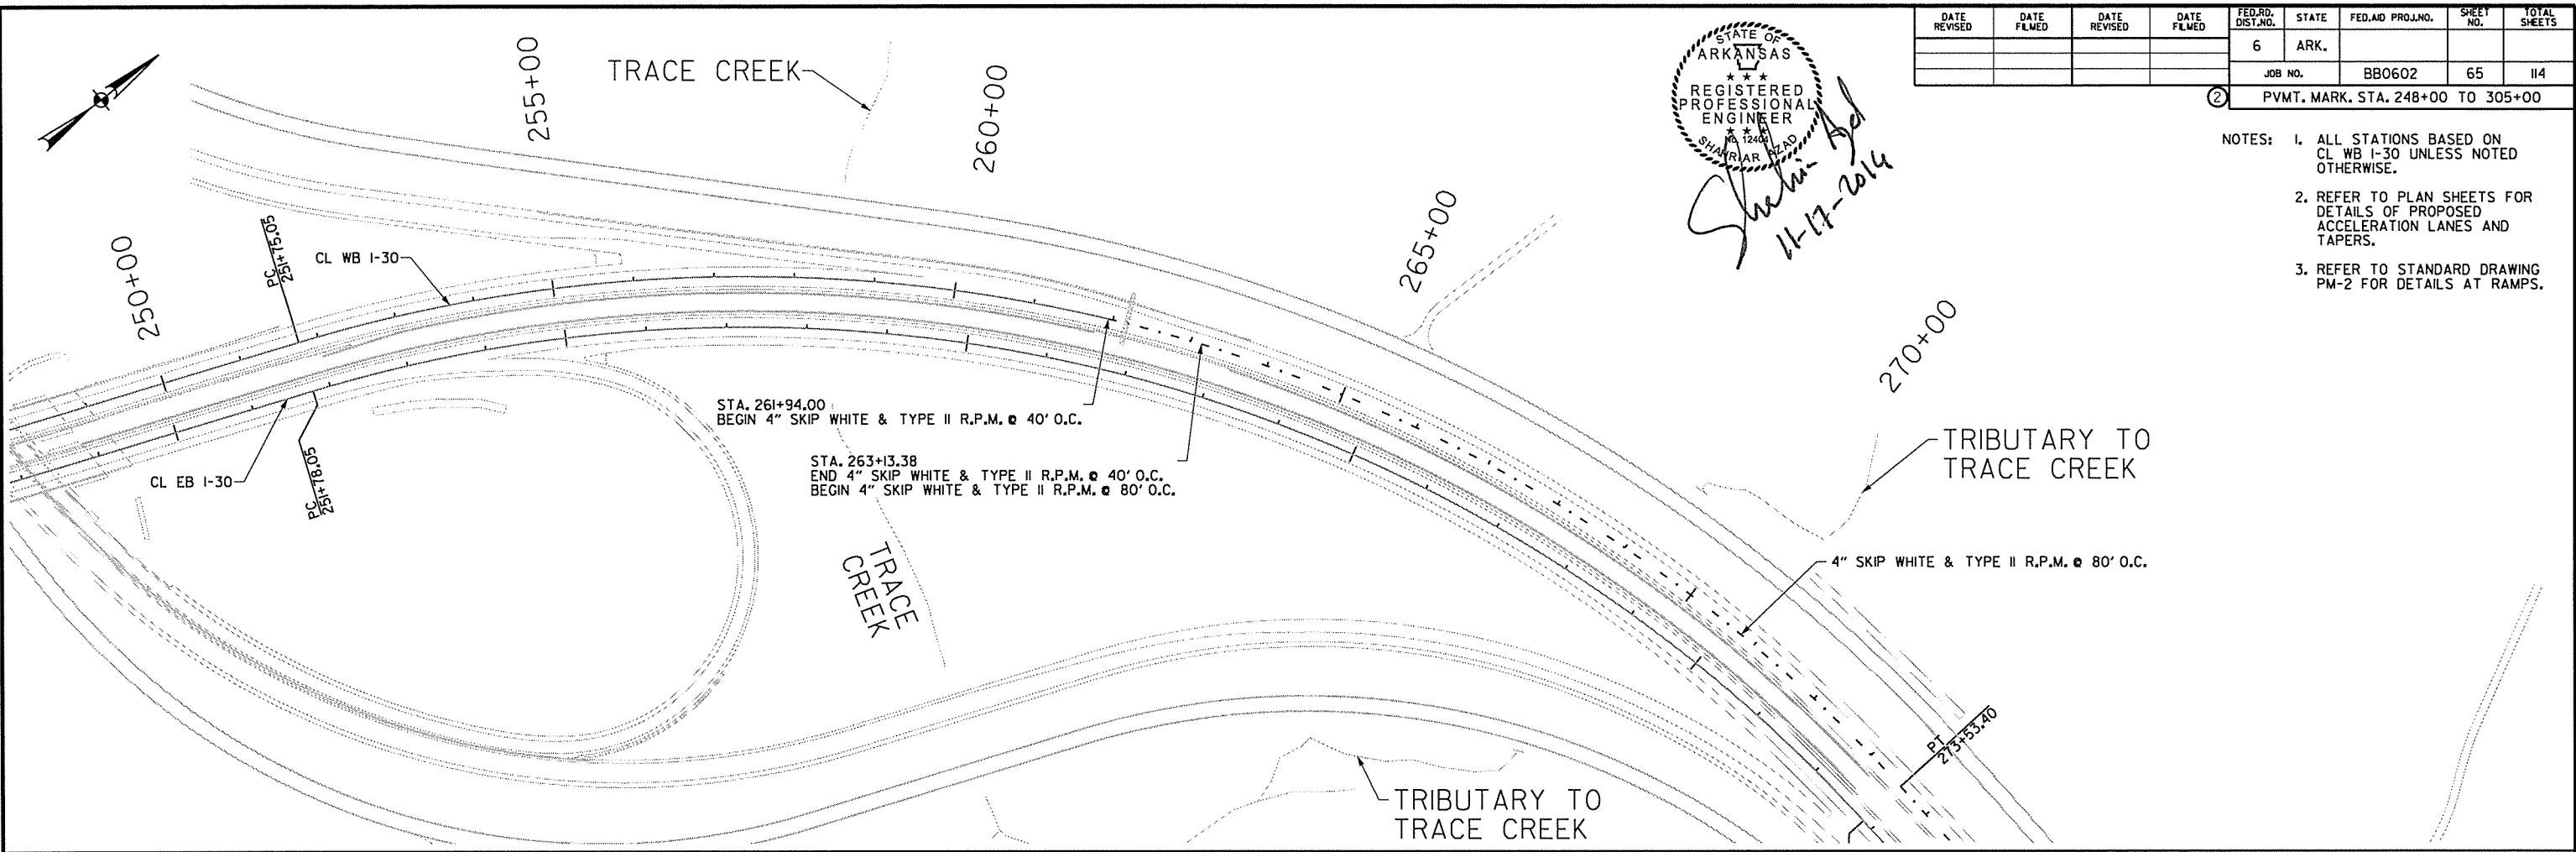 DATE REVISED
DATE FILMED
DATE REVISED
DATE FILMED
FED.RD. DIST.NO.
STATE
FED.AID PROJ.NO.
SHEET NO.
TOTAL SHEETS
6
ARK.
JOB NO.
BB0602
65
114
2
PVMT. MARK. STA. 248+00 TO 305+00
NOTES: 1. ALL STATIONS BASED ON
CL WB I-30 UNLESS NOTED
OTHERWISE.
2. REFER TO PLAN SHEETS FOR
DETAILS OF PROPOSED
ACCELERATION LANES AND
TAPERS.
3. REFER TO STANDARD DRAWING
PM-2 FOR DETAILS AT RAMPS.
STATE OF
ARKANSAS
★ ★ ★
REGISTERED
PROFESSIONAL
ENGINEER
★ ★ ★
No. 12404
SHAHRIAR AZAD
11-17-2014
TRACE CREEK
250+00
255+00
260+00
265+00
270+00
PC
251+75.05
CL WB I-30
CL EB I-30
PC
251+78.05
STA. 261+94.00
BEGIN 4" SKIP WHITE & TYPE II R.P.M. @ 40' O.C.
STA. 263+13.38
END 4" SKIP WHITE & TYPE II R.P.M. @ 40' O.C.
BEGIN 4" SKIP WHITE & TYPE II R.P.M. @ 80' O.C.
TRACE
CREEK
TRIBUTARY TO
TRACE CREEK
4" SKIP WHITE & TYPE II R.P.M. @ 80' O.C.
PT
273+53.40
TRIBUTARY TO
TRACE CREEK